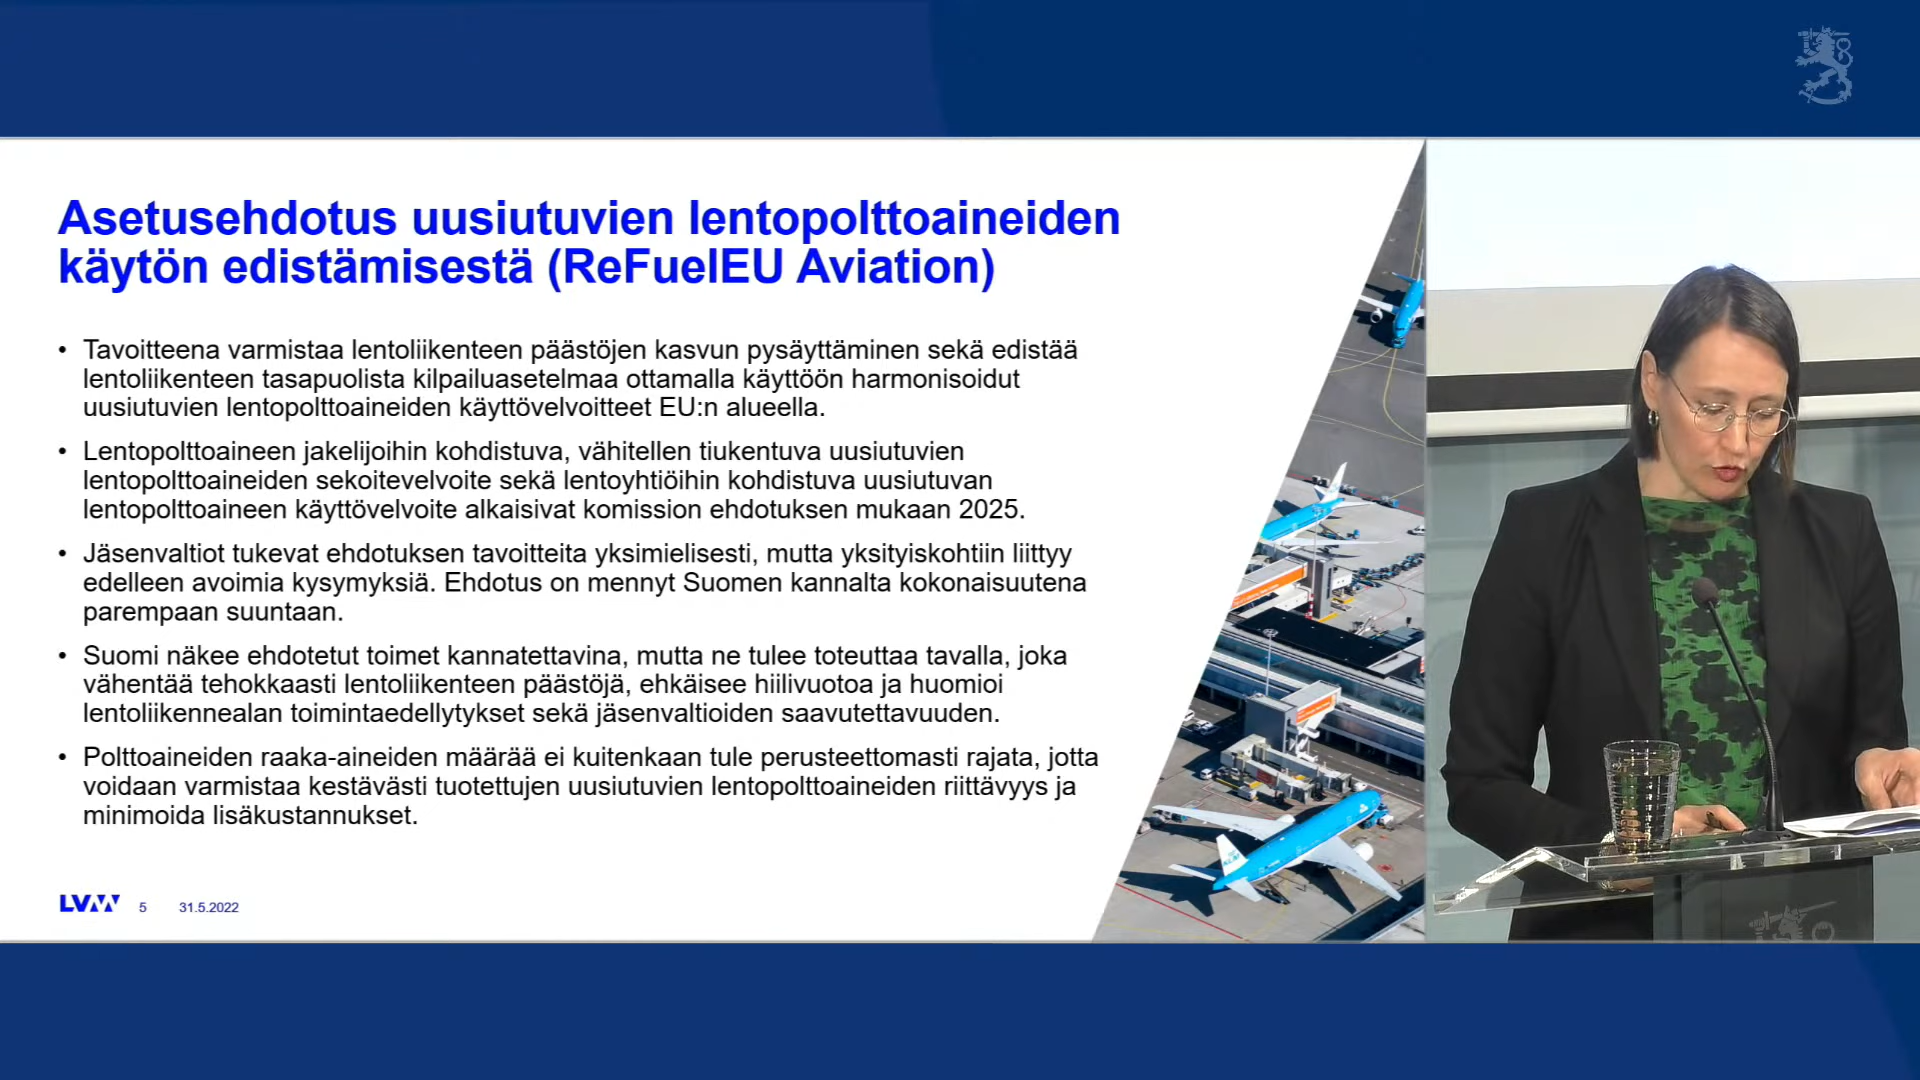 Asetusehdotus uusiutuvien lentopolttoaineiden
käytön edistämisestä (ReFuelEU Aviation)
• Tavoitteena varmistaa lentoliikenteen päästöjen kasvun pysäyttäminen sekä edistää
lentoliikenteen tasapuolista kilpailuasetelmaa ottamalla käyttöön harmonisoidut
uusiutuvien lentopolttoaineiden käyttövelvoitteet EU:n alueella.
• Lentopolttoaineen jakelijoihin kohdistuva, vähitellen tiukentuva uusiutuvien
lentopolttoaineiden sekoitevelvoite sekä lentoyhtiöihin kohdistuva uusiutuvan
lentopolttoaineen käyttövelvoite alkaisivat komission ehdotuksen mukaan 2025.
• Jäsenvaltiot tukevat ehdotuksen tavoitteita yksimielisesti, mutta yksityiskohtiin liittyy
edelleen avoimia kysymyksiä. Ehdotus on mennyt Suomen kannalta kokonaisuutena
parempaan suuntaan.
• Suomi näkee ehdotetut toimet kannatettavina, mutta ne tulee toteuttaa tavalla, joka
vähentää tehokkaasti lentoliikenteen päästöjä, ehkäisee hiilivuotoa ja huomioi
lentoliikennealan toimintaedellytykset sekä jäsenvaltioiden saavutettavuuden.
• Polttoaineiden raaka-aineiden määrää ei kuitenkaan tule perusteettomasti rajata, jotta
voidaan varmistaa kestävästi tuotettujen uusiutuvien lentopolttoaineiden riittävyys ja
minimoida lisäkustannukset.
LVM 5 31.5.2022